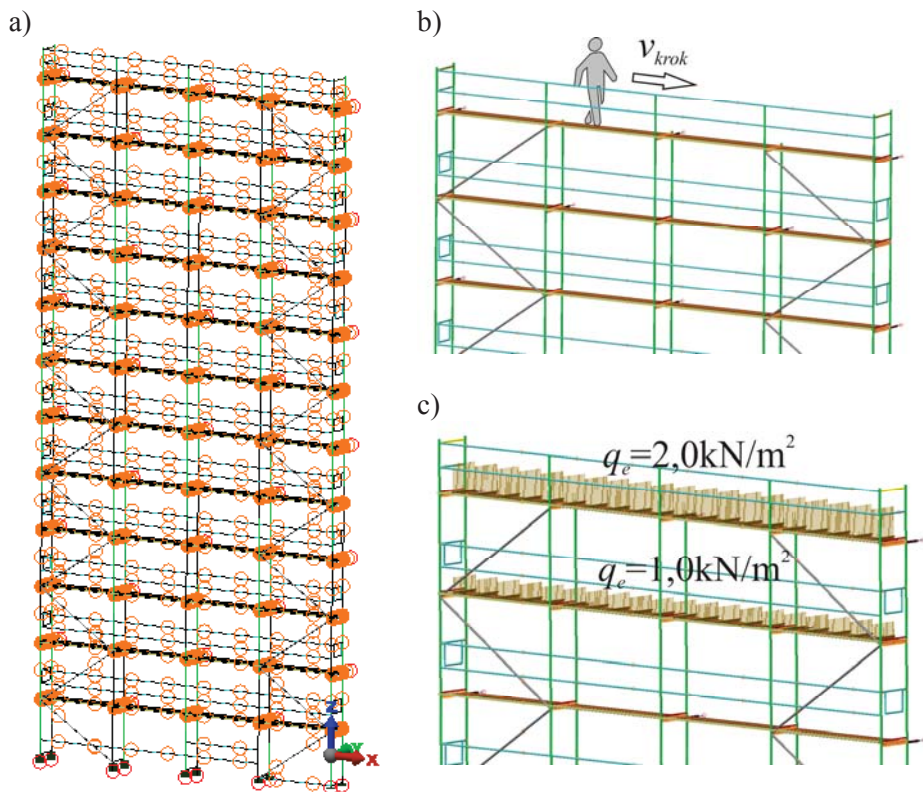 a)
b)
v_krok
c)
q_e=2,0kN/m²
q_e=1,0kN/m²
Z
Y
X